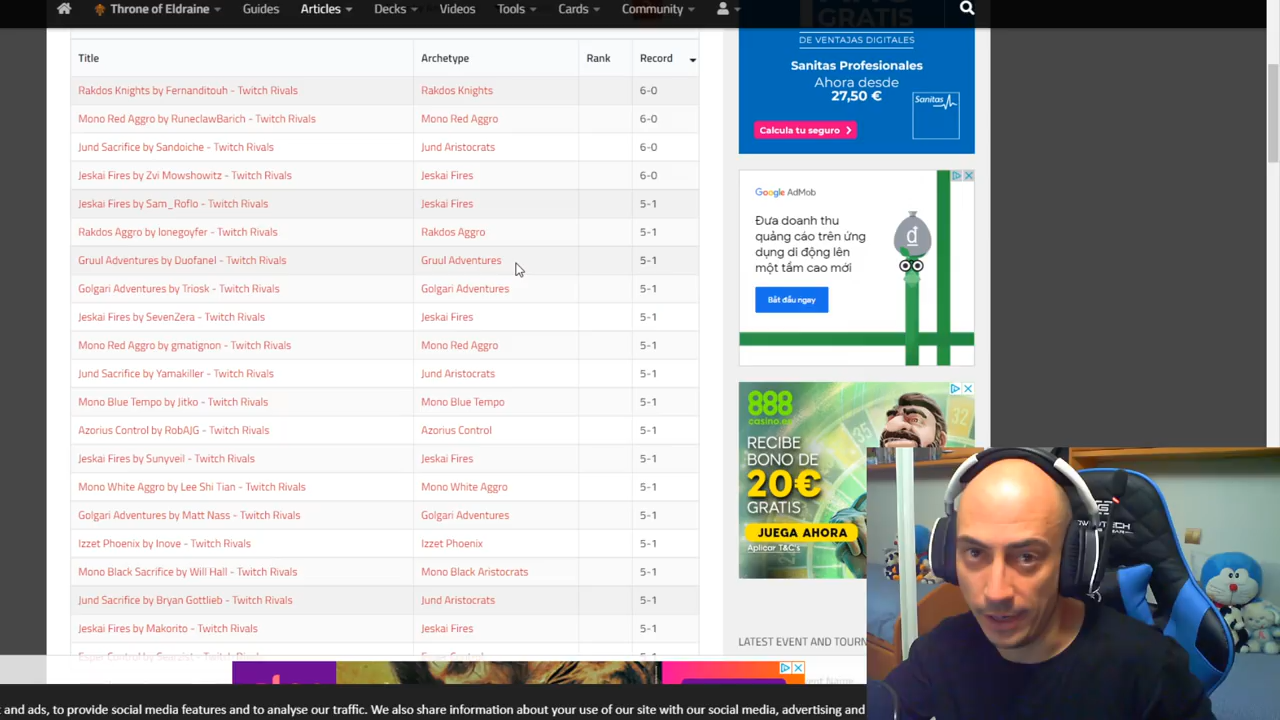 Throne of Eldraine Guides Articles Decks Videos Tools Cards Community
GRATIS
DE VENTAJAS DIGITALES
Sanitas Profesionales
Ahora desde
27,50 €
Sanitas
Calcula tu seguro
Title Archetype Rank Record
Rakdos Knights by Fernanditouh - Twitch Rivals Rakdos Knights 6-0
Mono Red Aggro by RuneclawBarich - Twitch Rivals Mono Red Aggro 6-0
Jund Sacrifice by Sandoiche - Twitch Rivals Jund Aristocrats 6-0
Jeskai Fires by Zvi Mowshowitz - Twitch Rivals Jeskai Fires 6-0
Jeskai Fires by Sam_Roflo - Twitch Rivals Jeskai Fires 5-1
Rakdos Aggro by lonegoyfer - Twitch Rivals Rakdos Aggro 5-1
Gruul Adventures by Duofanel - Twitch Rivals Gruul Adventures 5-1
Golgari Adventures by Triosk - Twitch Rivals Golgari Adventures 5-1
Jeskai Fires by SevenZera - Twitch Rivals Jeskai Fires 5-1
Mono Red Aggro by gmatignon - Twitch Rivals Mono Red Aggro 5-1
Jund Sacrifice by Yamakiller - Twitch Rivals Jund Aristocrats 5-1
Mono Blue Tempo by Jitko - Twitch Rivals Mono Blue Tempo 5-1
Azorius Control by RobAJG - Twitch Rivals Azorius Control 5-1
Jeskai Fires by Sunyveil - Twitch Rivals Jeskai Fires 5-1
Mono White Aggro by Lee Shi Tian - Twitch Rivals Mono White Aggro 5-1
Golgari Adventures by Matt Nass - Twitch Rivals Golgari Adventures 5-1
Izzet Phoenix by Inove - Twitch Rivals Izzet Phoenix 5-1
Mono Black Sacrifice by Will Hall - Twitch Rivals Mono Black Aristocrats 5-1
Jund Sacrifice by Bryan Gottlieb - Twitch Rivals Jund Aristocrats 5-1
Jeskai Fires by Makorito - Twitch Rivals Jeskai Fires 5-1
Google AdMob
Đưa doanh thu
quảng cáo trên ứng
dụng di động lên
một tầm cao mới
Bắt đầu ngay
đ
888
casino.es
RECIBE
BONO DE
20€
GRATIS
JUEGA AHORA
Aplicar T&C's
32
LATEST EVENT AND TOURN
t and ads, to provide social media features and to analyse our traffic. We also share information about your use of our site with our social media, advertising and